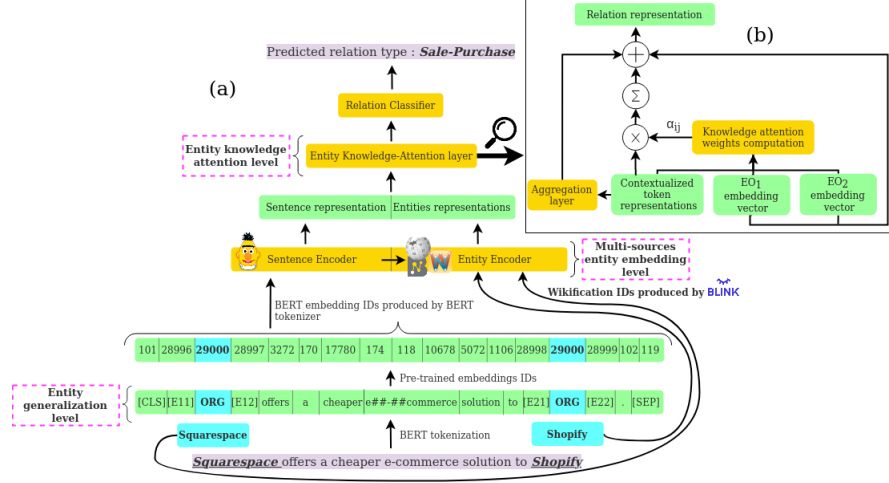 Relation representation
(b)
+
Σ
×
α_ij
Knowledge attention
weights computation
Aggregation
layer
Contextualized
token
representations
EO1
embedding
vector
EO2
embedding
vector
Predicted relation type : Sale-Purchase
(a)
Relation Classifier
Entity knowledge
attention level
Entity Knowledge-Attention layer
Sentence representation
Entities representations
Sentence Encoder
W
Entity Encoder
Multi-sources
entity embedding
level
Wikification IDs produced by BLINK
BERT embedding IDs produced by BERT
tokenizer
101 28996 29000 28997 3272 170 17780 174 118 10678 5072 1106 28998 29000 28999 102 119
Pre-trained embeddings IDs
Entity
generalization
level
[CLS] [E11] ORG [E12] offers a cheaper e##-##commerce solution to [E21] ORG [E22] . [SEP]
Squarespace
BERT tokenization
Shopify
Squarespace offers a cheaper e-commerce solution to Shopify